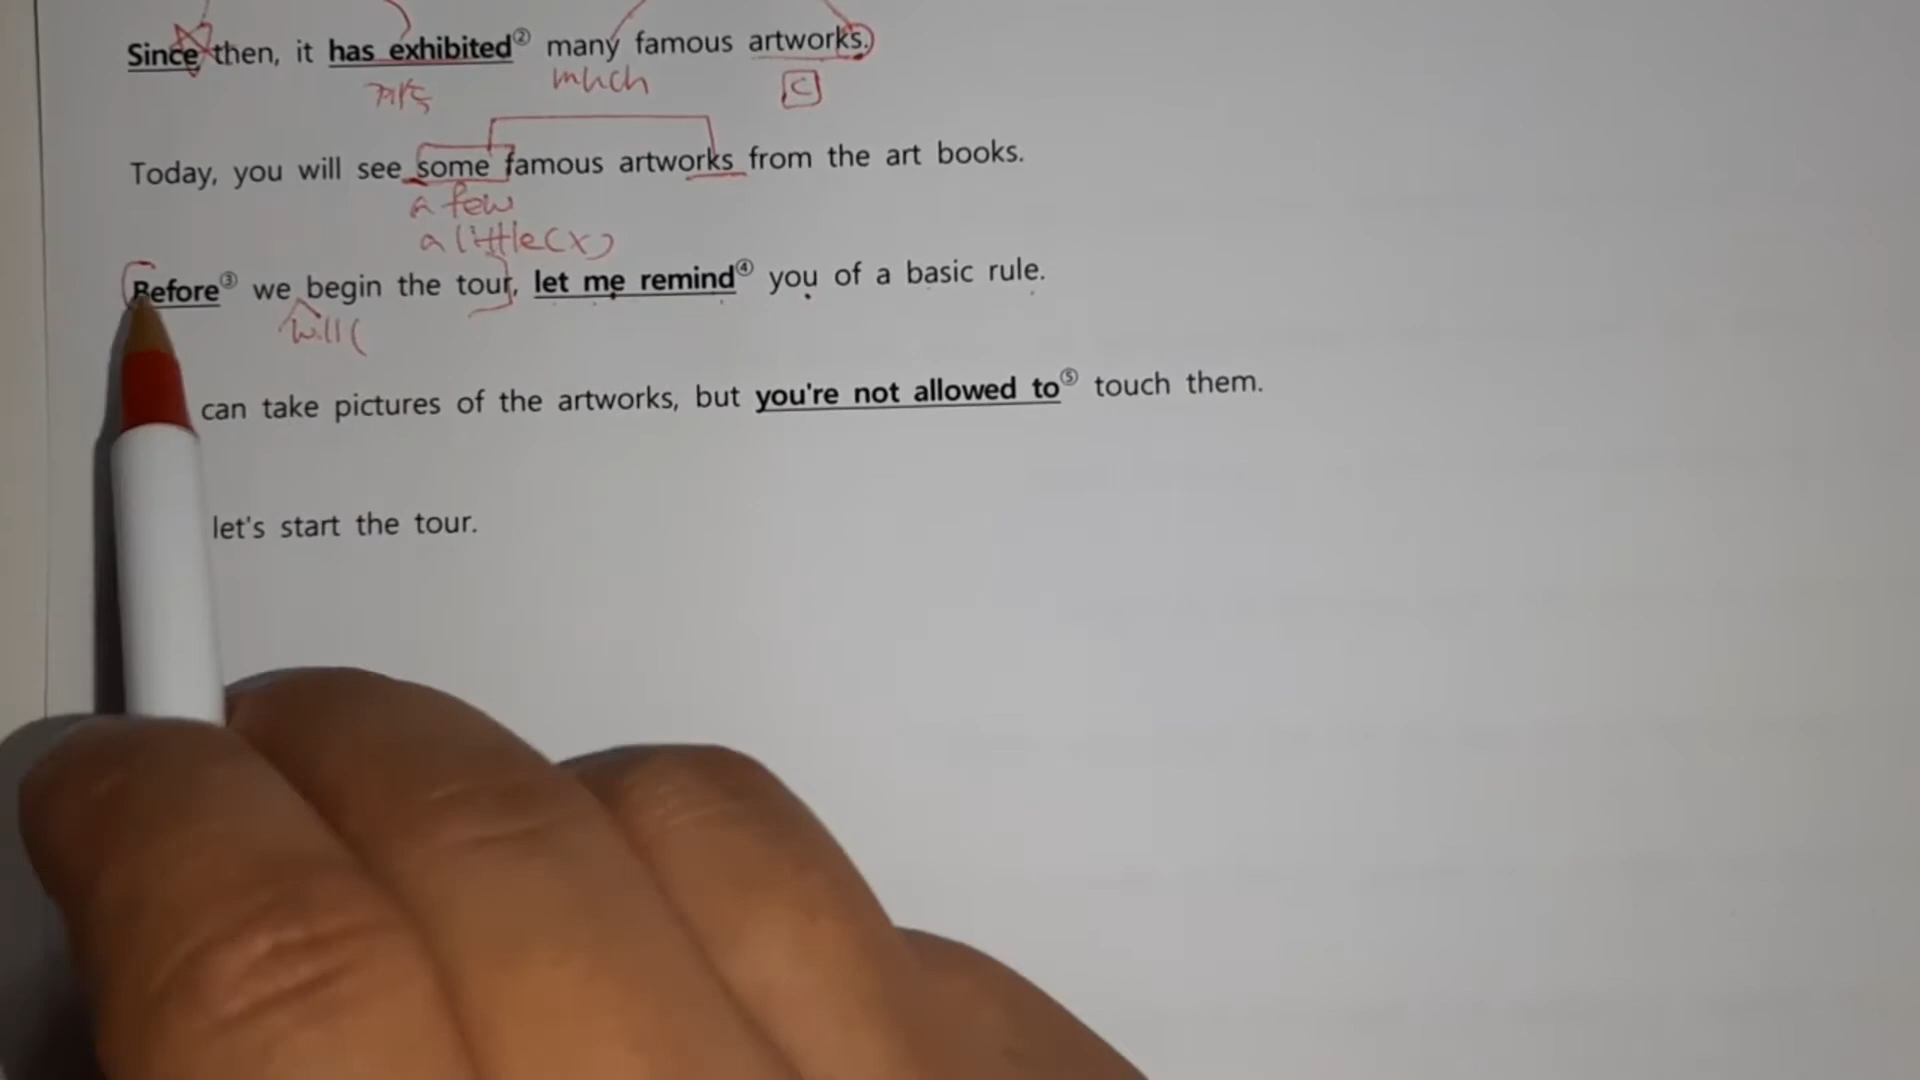 Since then, it has exhibited② many famous artworks.
much
C
Today, you will see some famous artworks from the art books.
a few
a little(x)
Before③ we begin the tour, let me remind④ you of a basic rule.
will(
can take pictures of the artworks, but you're not allowed to⑤ touch them.
let's start the tour.